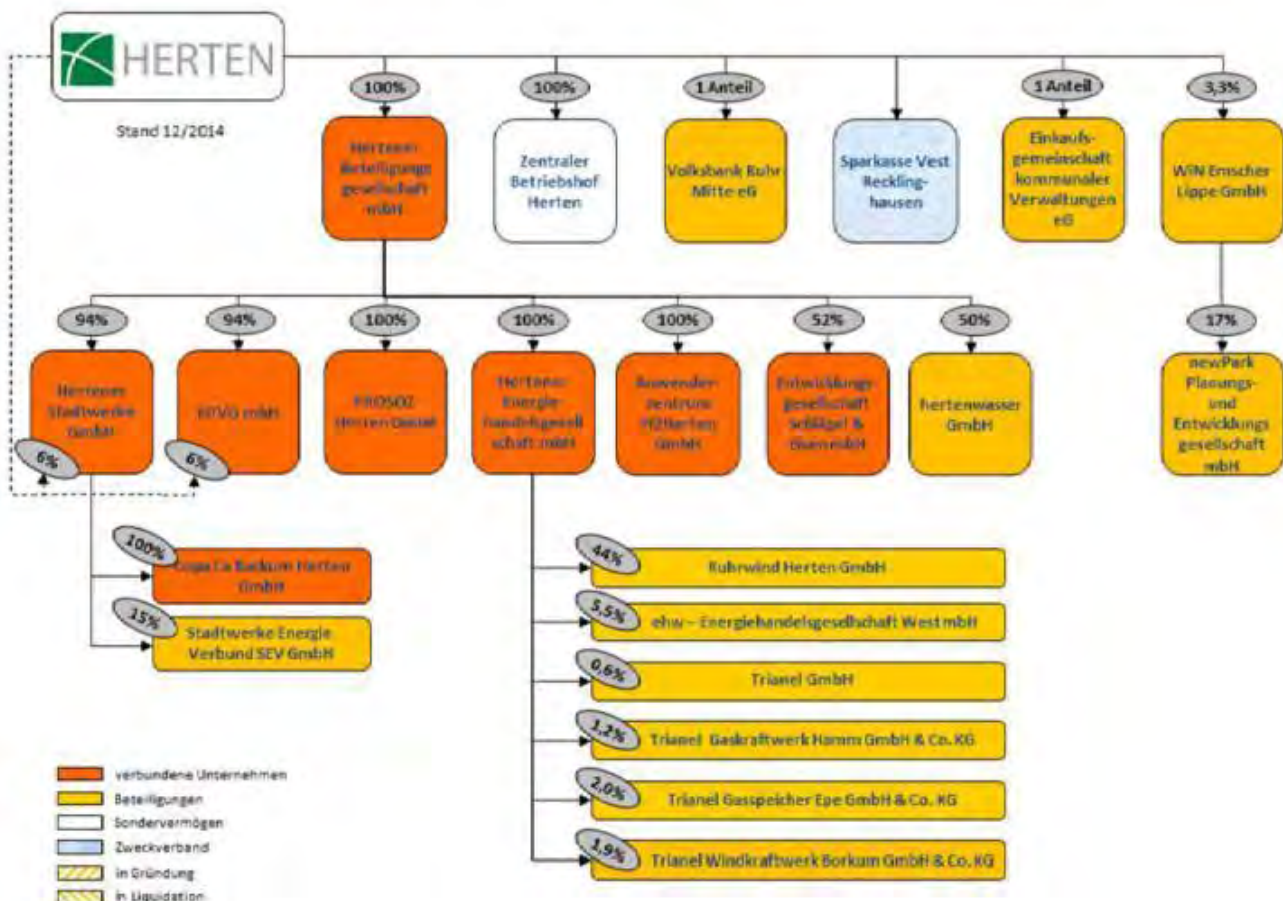 HERTEN
Stand 12/2014
100%
100%
1 Anteil
1 Anteil
3,3%
Hertener
Beteiligungs
gesellschaft
mbH
Zentraler
Betriebshof
Herten
Volksbank Ruhr
Mitte eG
Sparkasse Vest
Reckling-
hausen
Einkaufs-
gemeinschaft
kommunaler
Verwaltungen
eG
WiN Emscher
Lippe GmbH
94%
94%
100%
100%
100%
52%
50%
17%
Hertener
Stadtwerke
GmbH
mbH
PROSOZ
Herten GmbH
Hertener
Energie-
handelsgesell
schaft mbH
Anwender-
zentrum
H2Herten
GmbH
Entwicklungs-
gesellschaft
Schlägel &
Eisen mbH
hertenwasser
GmbH
newPark
Planungs-
und
Entwicklungs
gesellschaft
mbH
6%
6%
100%
Copa Ca Backum Herten
GmbH
15%
Stadtwerke Energie
Verbund SEV GmbH
44%
Ruhrwind Herten GmbH
5,5%
ehw – Energiehandelsgesellschaft West mbH
0,6%
Trianel GmbH
1,2%
Trianel Gaskraftwerk Hamm GmbH & Co. KG
2,0%
Trianel Gasspeicher Epe GmbH & Co. KG
1,9%
Trianel Windkraftwerk Borkum GmbH & Co. KG
verbundene Unternehmen
Beteiligungen
Sondervermögen
Zweckverband
in Gründung
in Liquidation